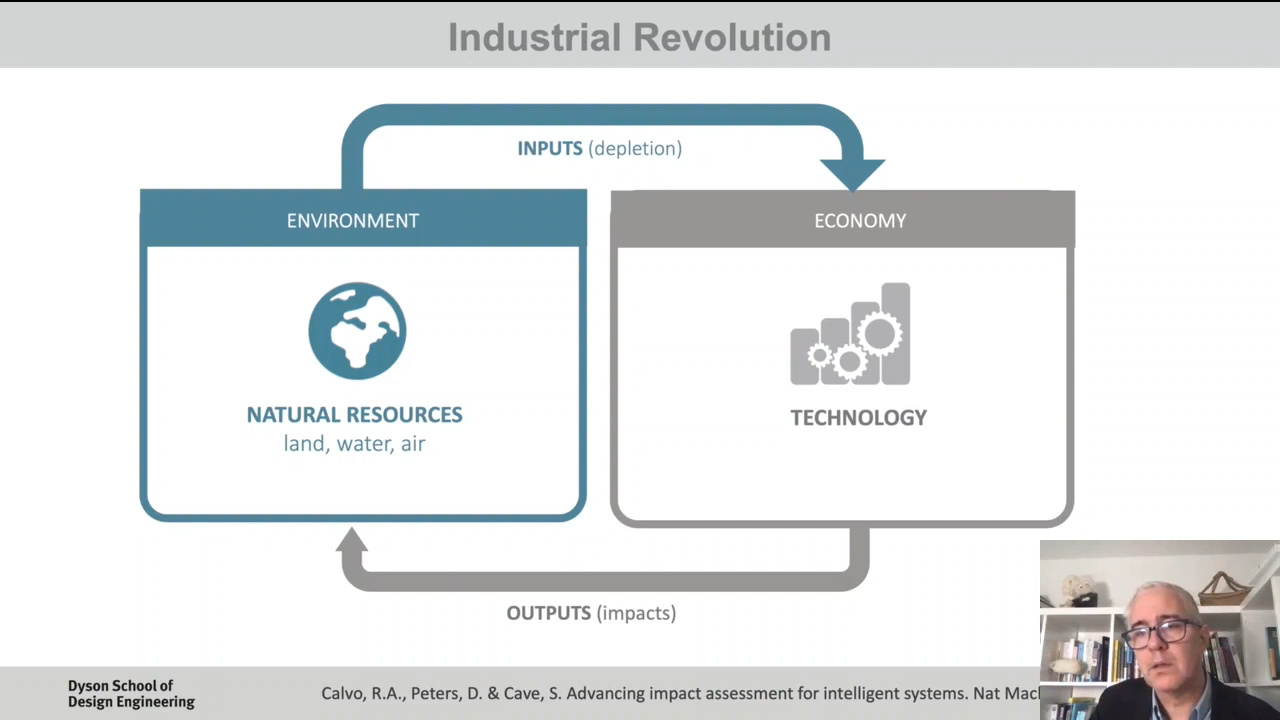 Industrial Revolution
INPUTS (depletion)
ENVIRONMENT
ECONOMY
NATURAL RESOURCES
land, water, air
TECHNOLOGY
OUTPUTS (impacts)
Dyson School of
Design Engineering
Calvo, R.A., Peters, D. & Cave, S. Advancing impact assessment for intelligent systems. Nat